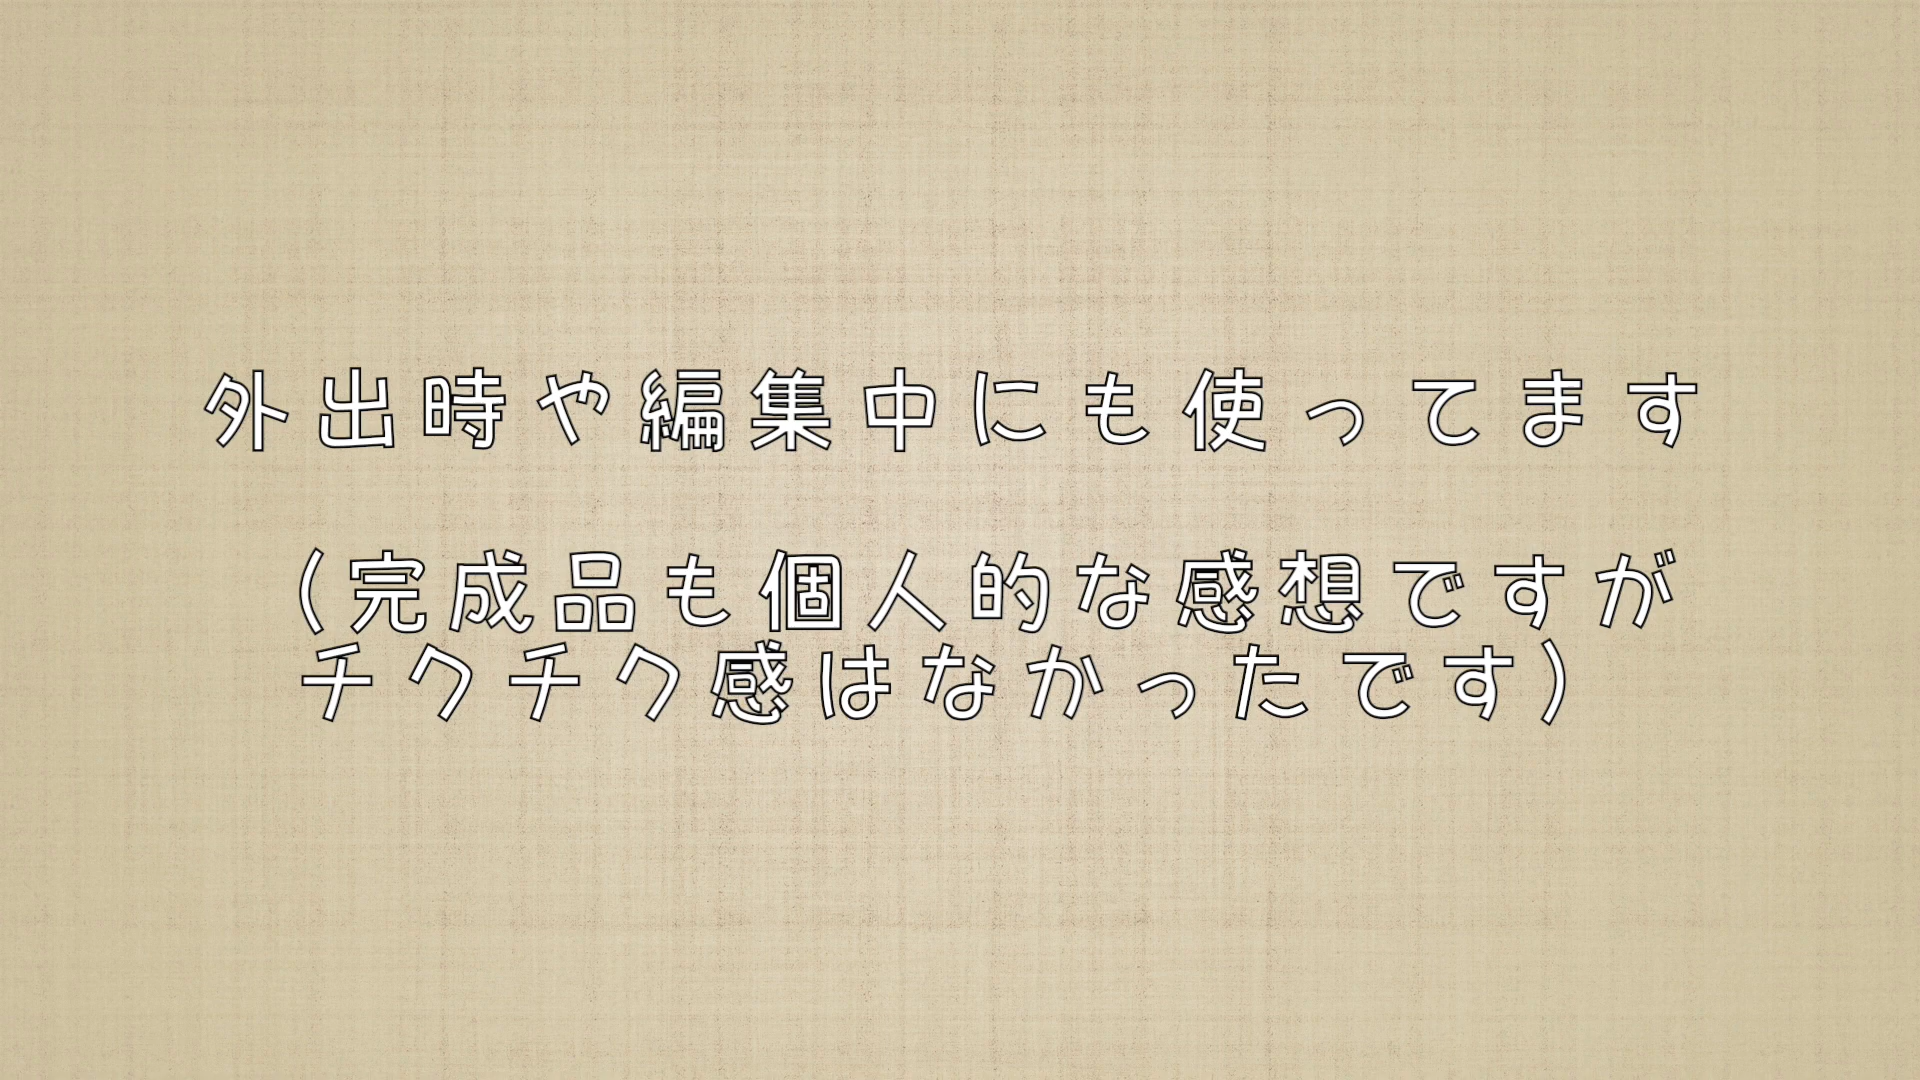 外出時や編集中にも使ってます
(完成品も個人的な感想ですが
チクチク感はなかったです)